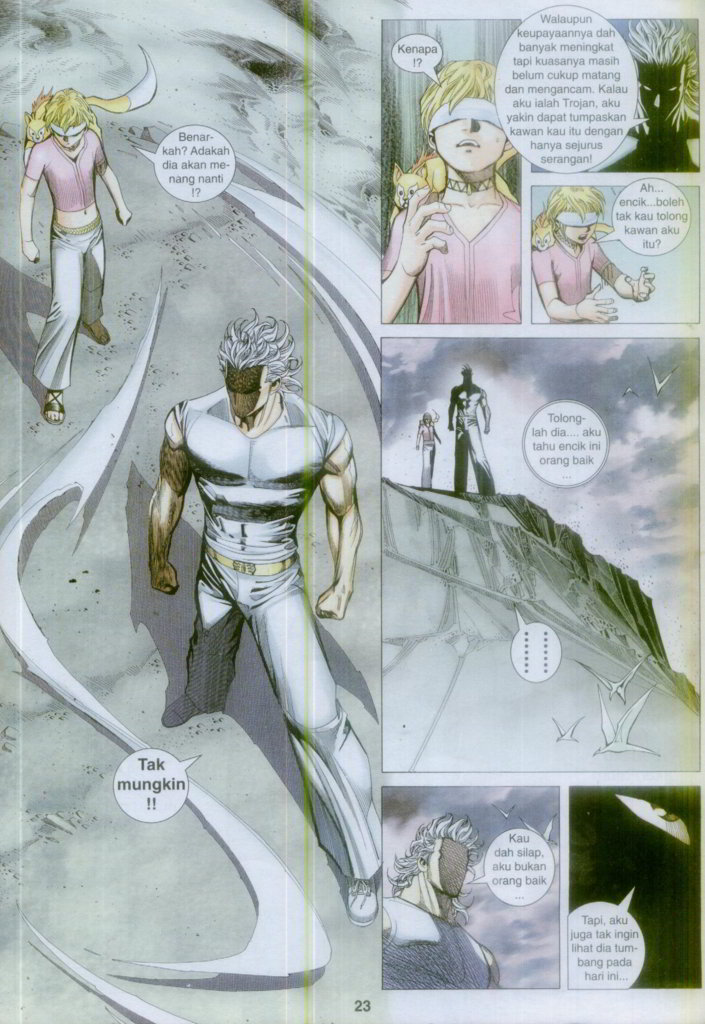 Benar-
kah? Adakah
dia akan me-
nang nanti
!?
Tak
mungkin
!!
Kenapa
!?
Walaupun
keupayaannya dah
banyak meningkat
tapi kuasanya masih
belum cukup matang
dan mengancam. Kalau
aku ialah Trojan, aku
yakin dapat tumpaskan
kawan kau itu dengan
hanya sejurus
serangan!
Ah...
encik...boleh
tak kau tolong
kawan aku
itu?
Tolong-
lah dia.... aku
tahu encik ini
orang baik
...
Kau
dah silap,
aku bukan
orang baik
...
Tapi, aku
juga tak ingin
lihat dia tum-
bang pada
hari ini...
23